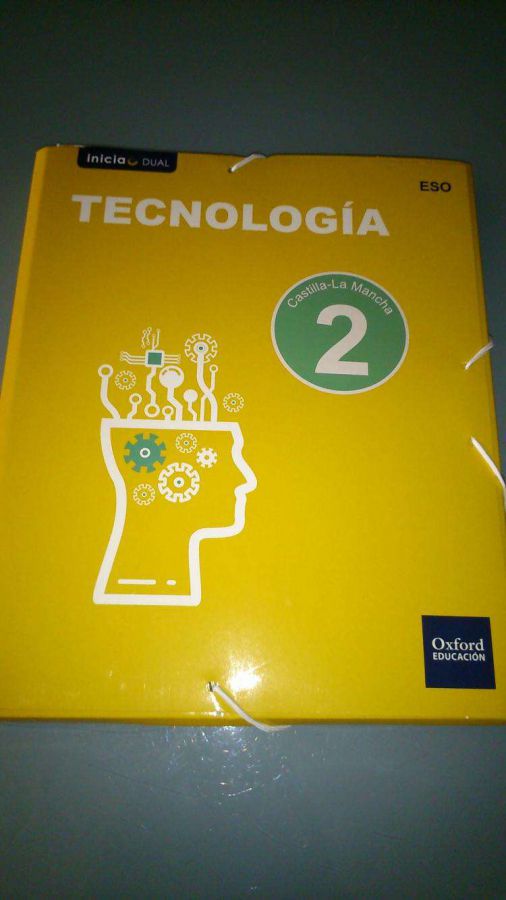 inicia DUAL
ESO
TECNOLOGÍA
Castilla-La Mancha
2
Oxford
EDUCACIÓN